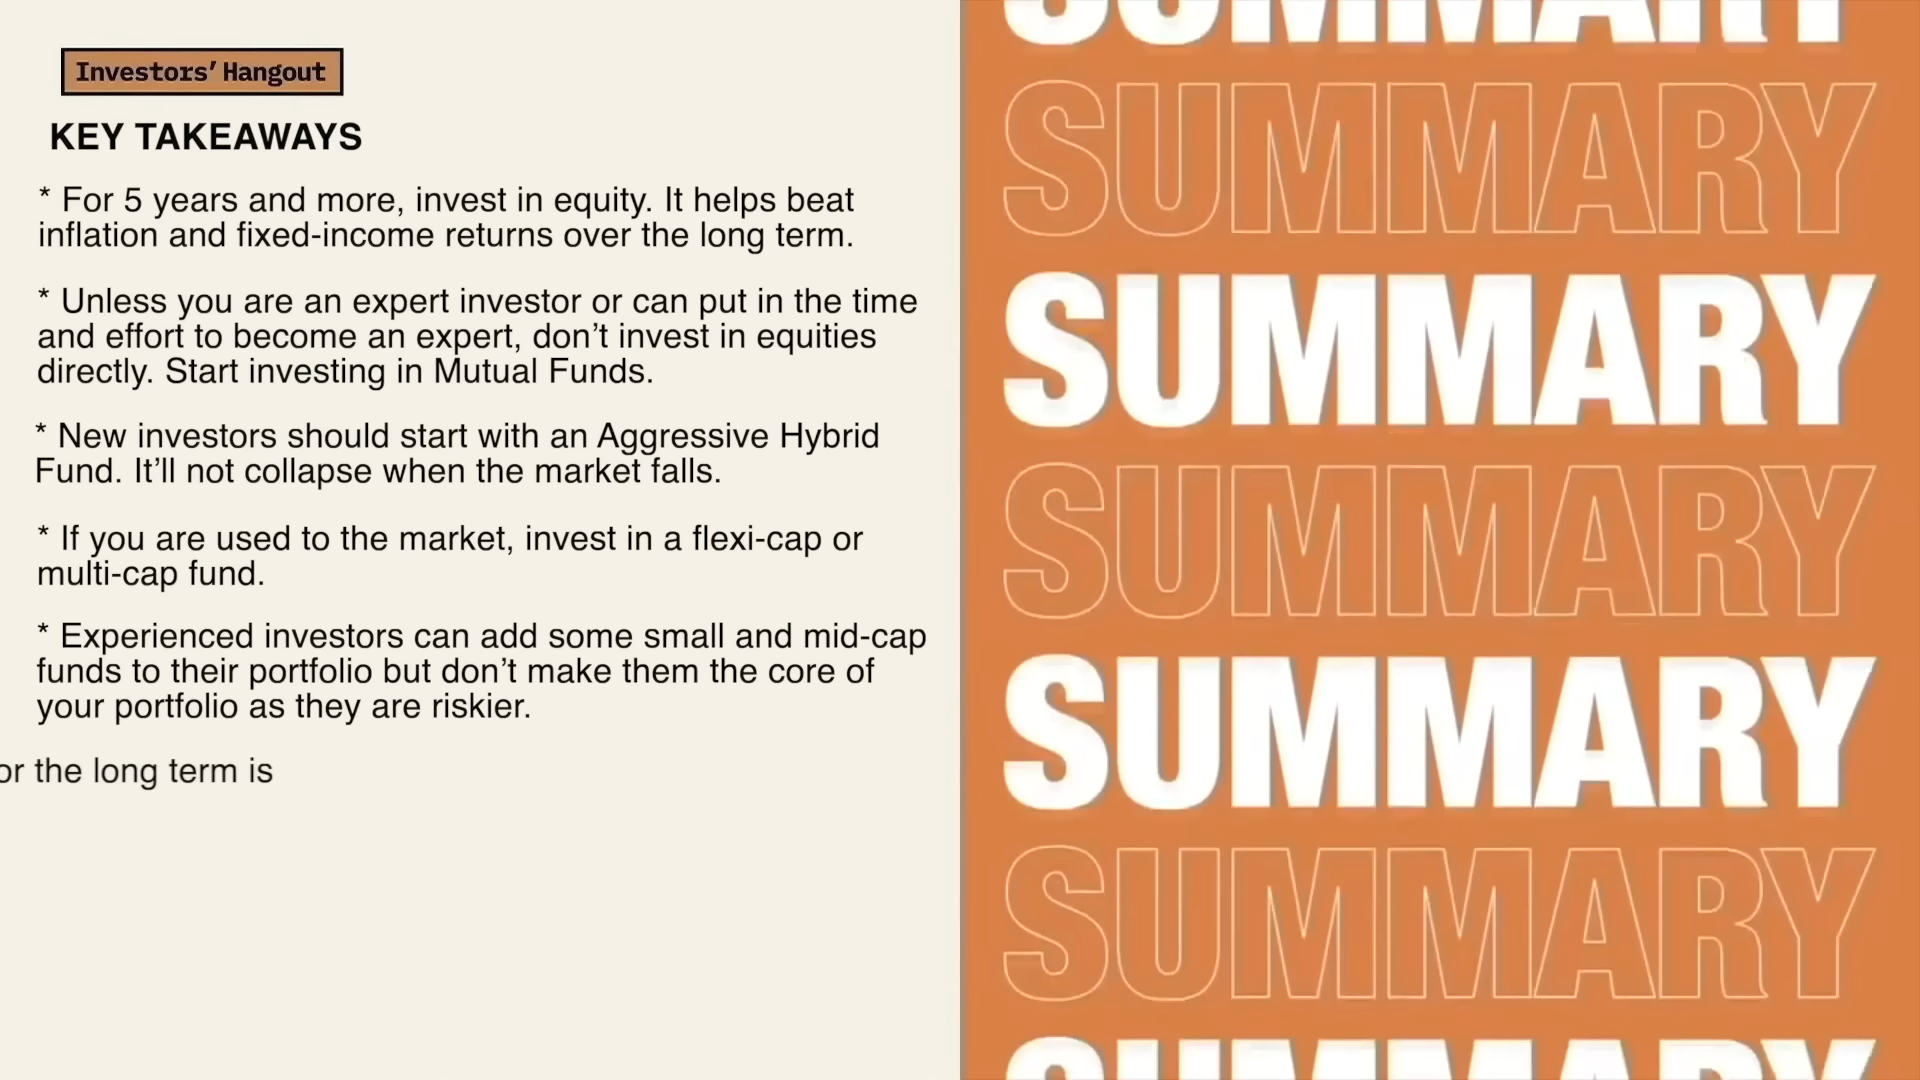 Investors’ Hangout
KEY TAKEAWAYS
* For 5 years and more, invest in equity. It helps beat
inflation and fixed-income returns over the long term.
* Unless you are an expert investor or can put in the time
and effort to become an expert, don’t invest in equities
directly. Start investing in Mutual Funds.
* New investors should start with an Aggressive Hybrid
Fund. It’ll not collapse when the market falls.
* If you are used to the market, invest in a flexi-cap or
multi-cap fund.
* Experienced investors can add some small and mid-cap
funds to their portfolio but don’t make them the core of
your portfolio as they are riskier.
or the long term is
SUMMARY
SUMMARY
SUMMARY
SUMMARY
SUMMARY
SUMMARY
SUMMARY